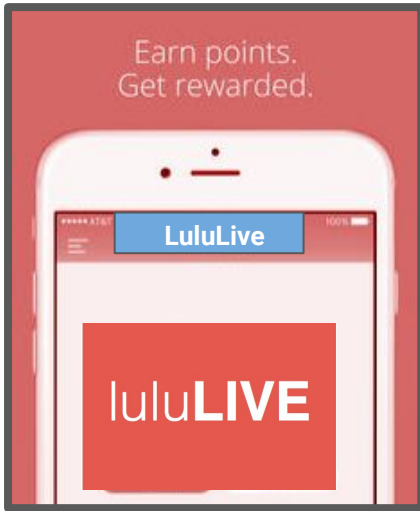 Earn points.
Get rewarded.
AT&T 100%
LuluLive
luluLIVE